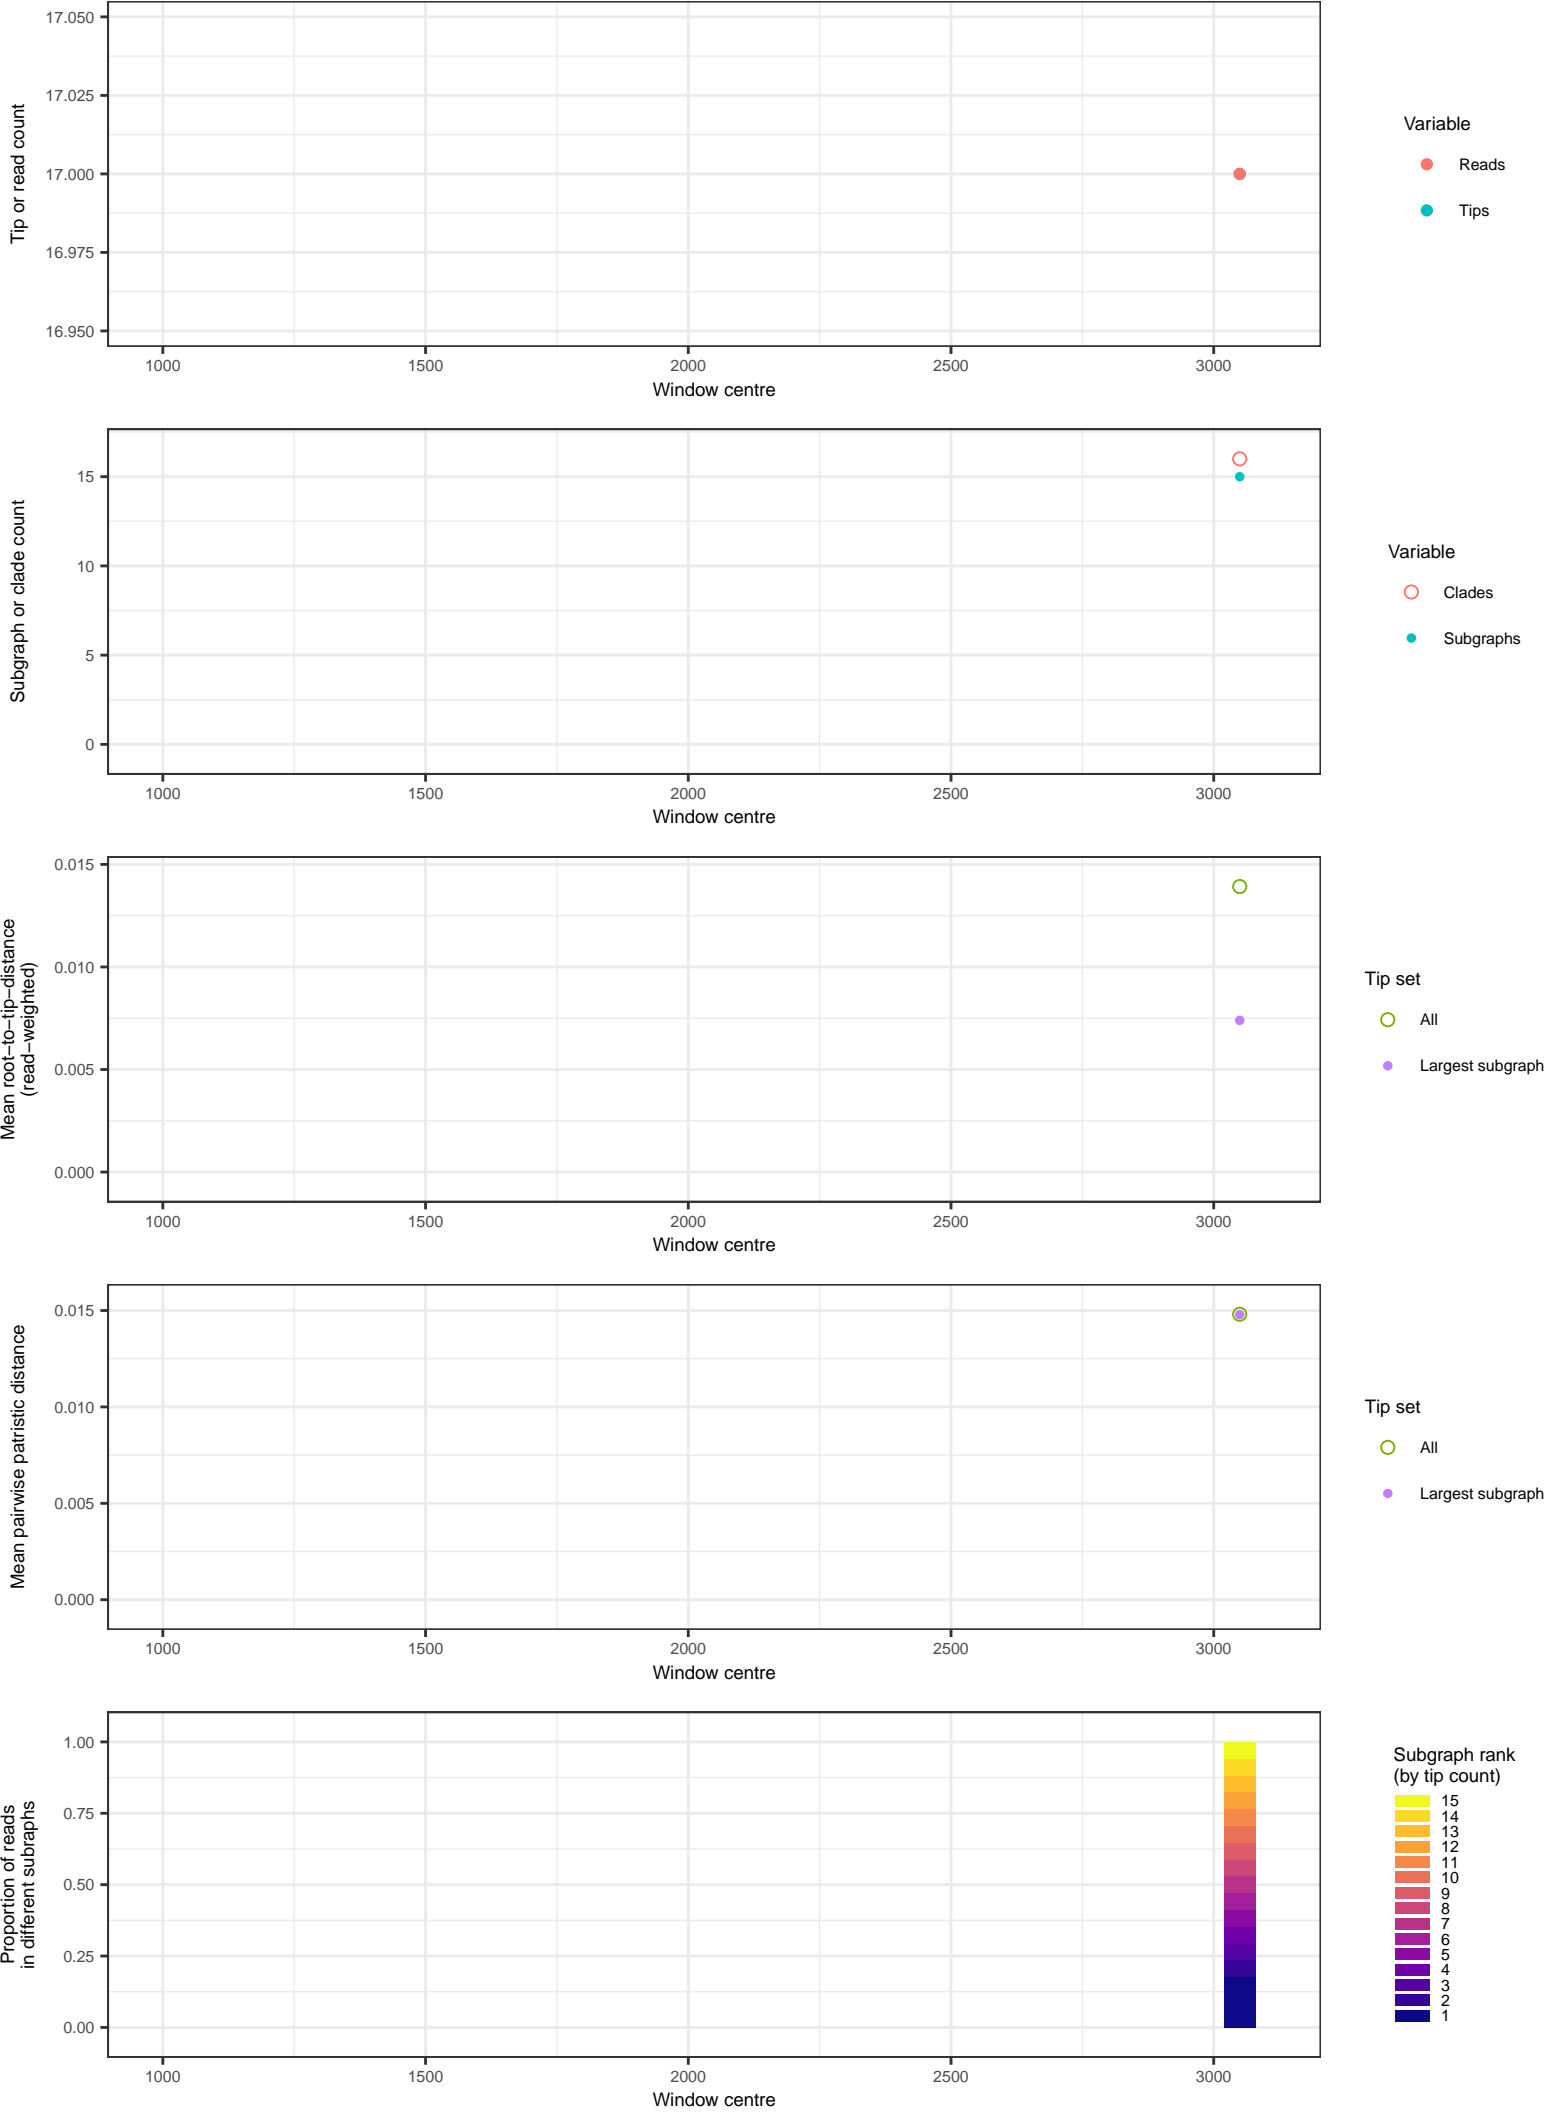 17.050
17.025
17.000
16.975
16.950
Tip or read count
1000 1500 2000 2500 3000
Window centre
Variable
Reads
Tips
15
10
5
0
Subgraph or clade count
1000 1500 2000 2500 3000
Window centre
Variable
Clades
Subgraphs
0.015
0.010
0.005
0.000
Mean root−to−tip−distance
(read−weighted)
1000 1500 2000 2500 3000
Window centre
Tip set
All
Largest subgraph
0.015
0.010
0.005
0.000
Mean pairwise patristic distance
1000 1500 2000 2500 3000
Window centre
Tip set
All
Largest subgraph
1.00
0.75
0.50
0.25
0.00
Proportion of reads
in different subraphs
1000 1500 2000 2500 3000
Window centre
Subgraph rank
(by tip count)
15
14
13
12
11
10
9
8
7
6
5
4
3
2
1